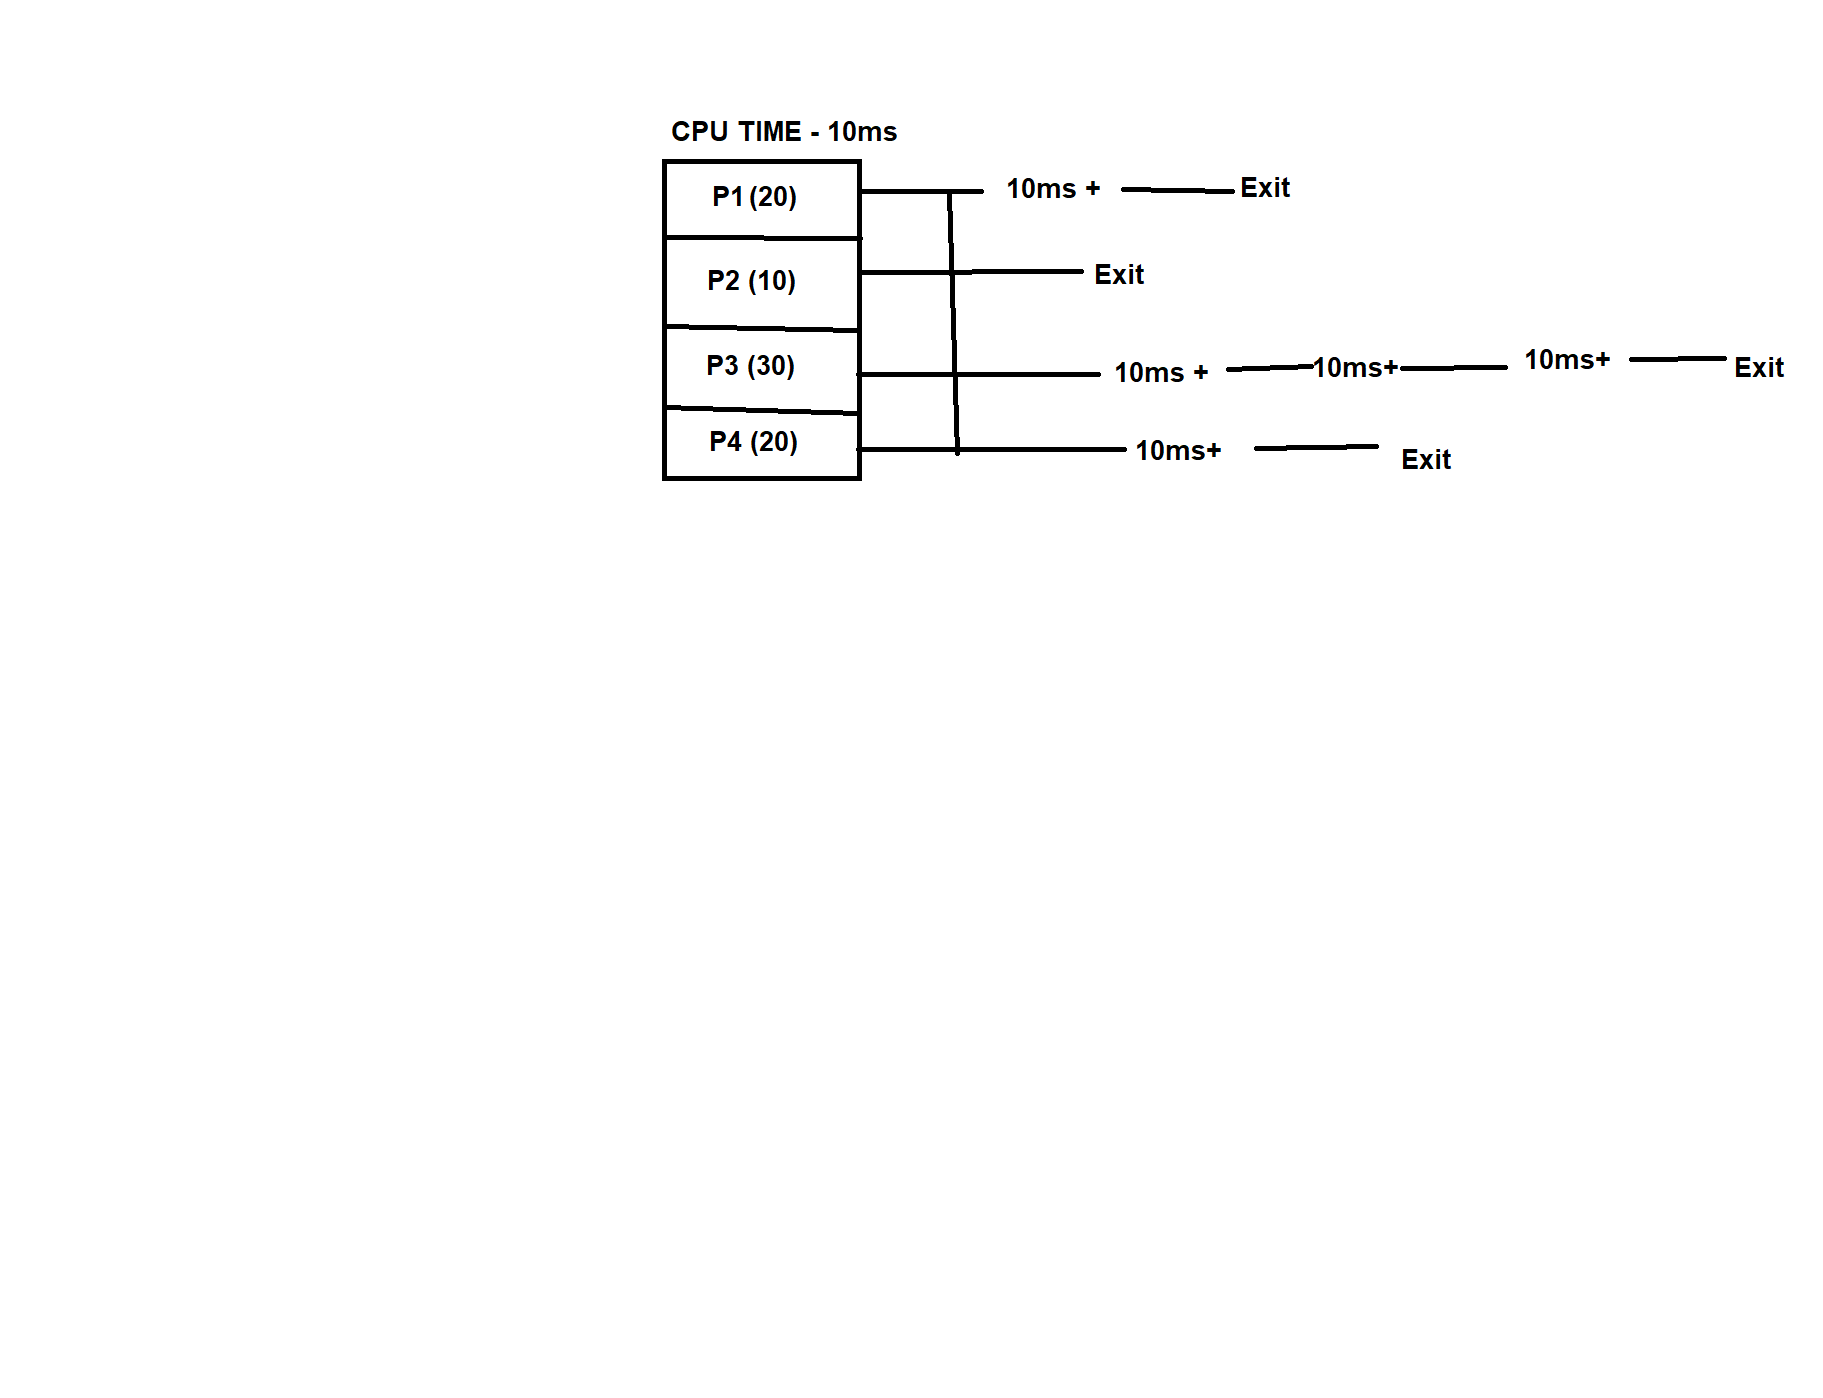 CPU TIME - 10ms
P1 (20) 10ms + Exit
P2 (10) Exit
P3 (30) 10ms + 10ms+ 10ms+ Exit
P4 (20) 10ms+ Exit